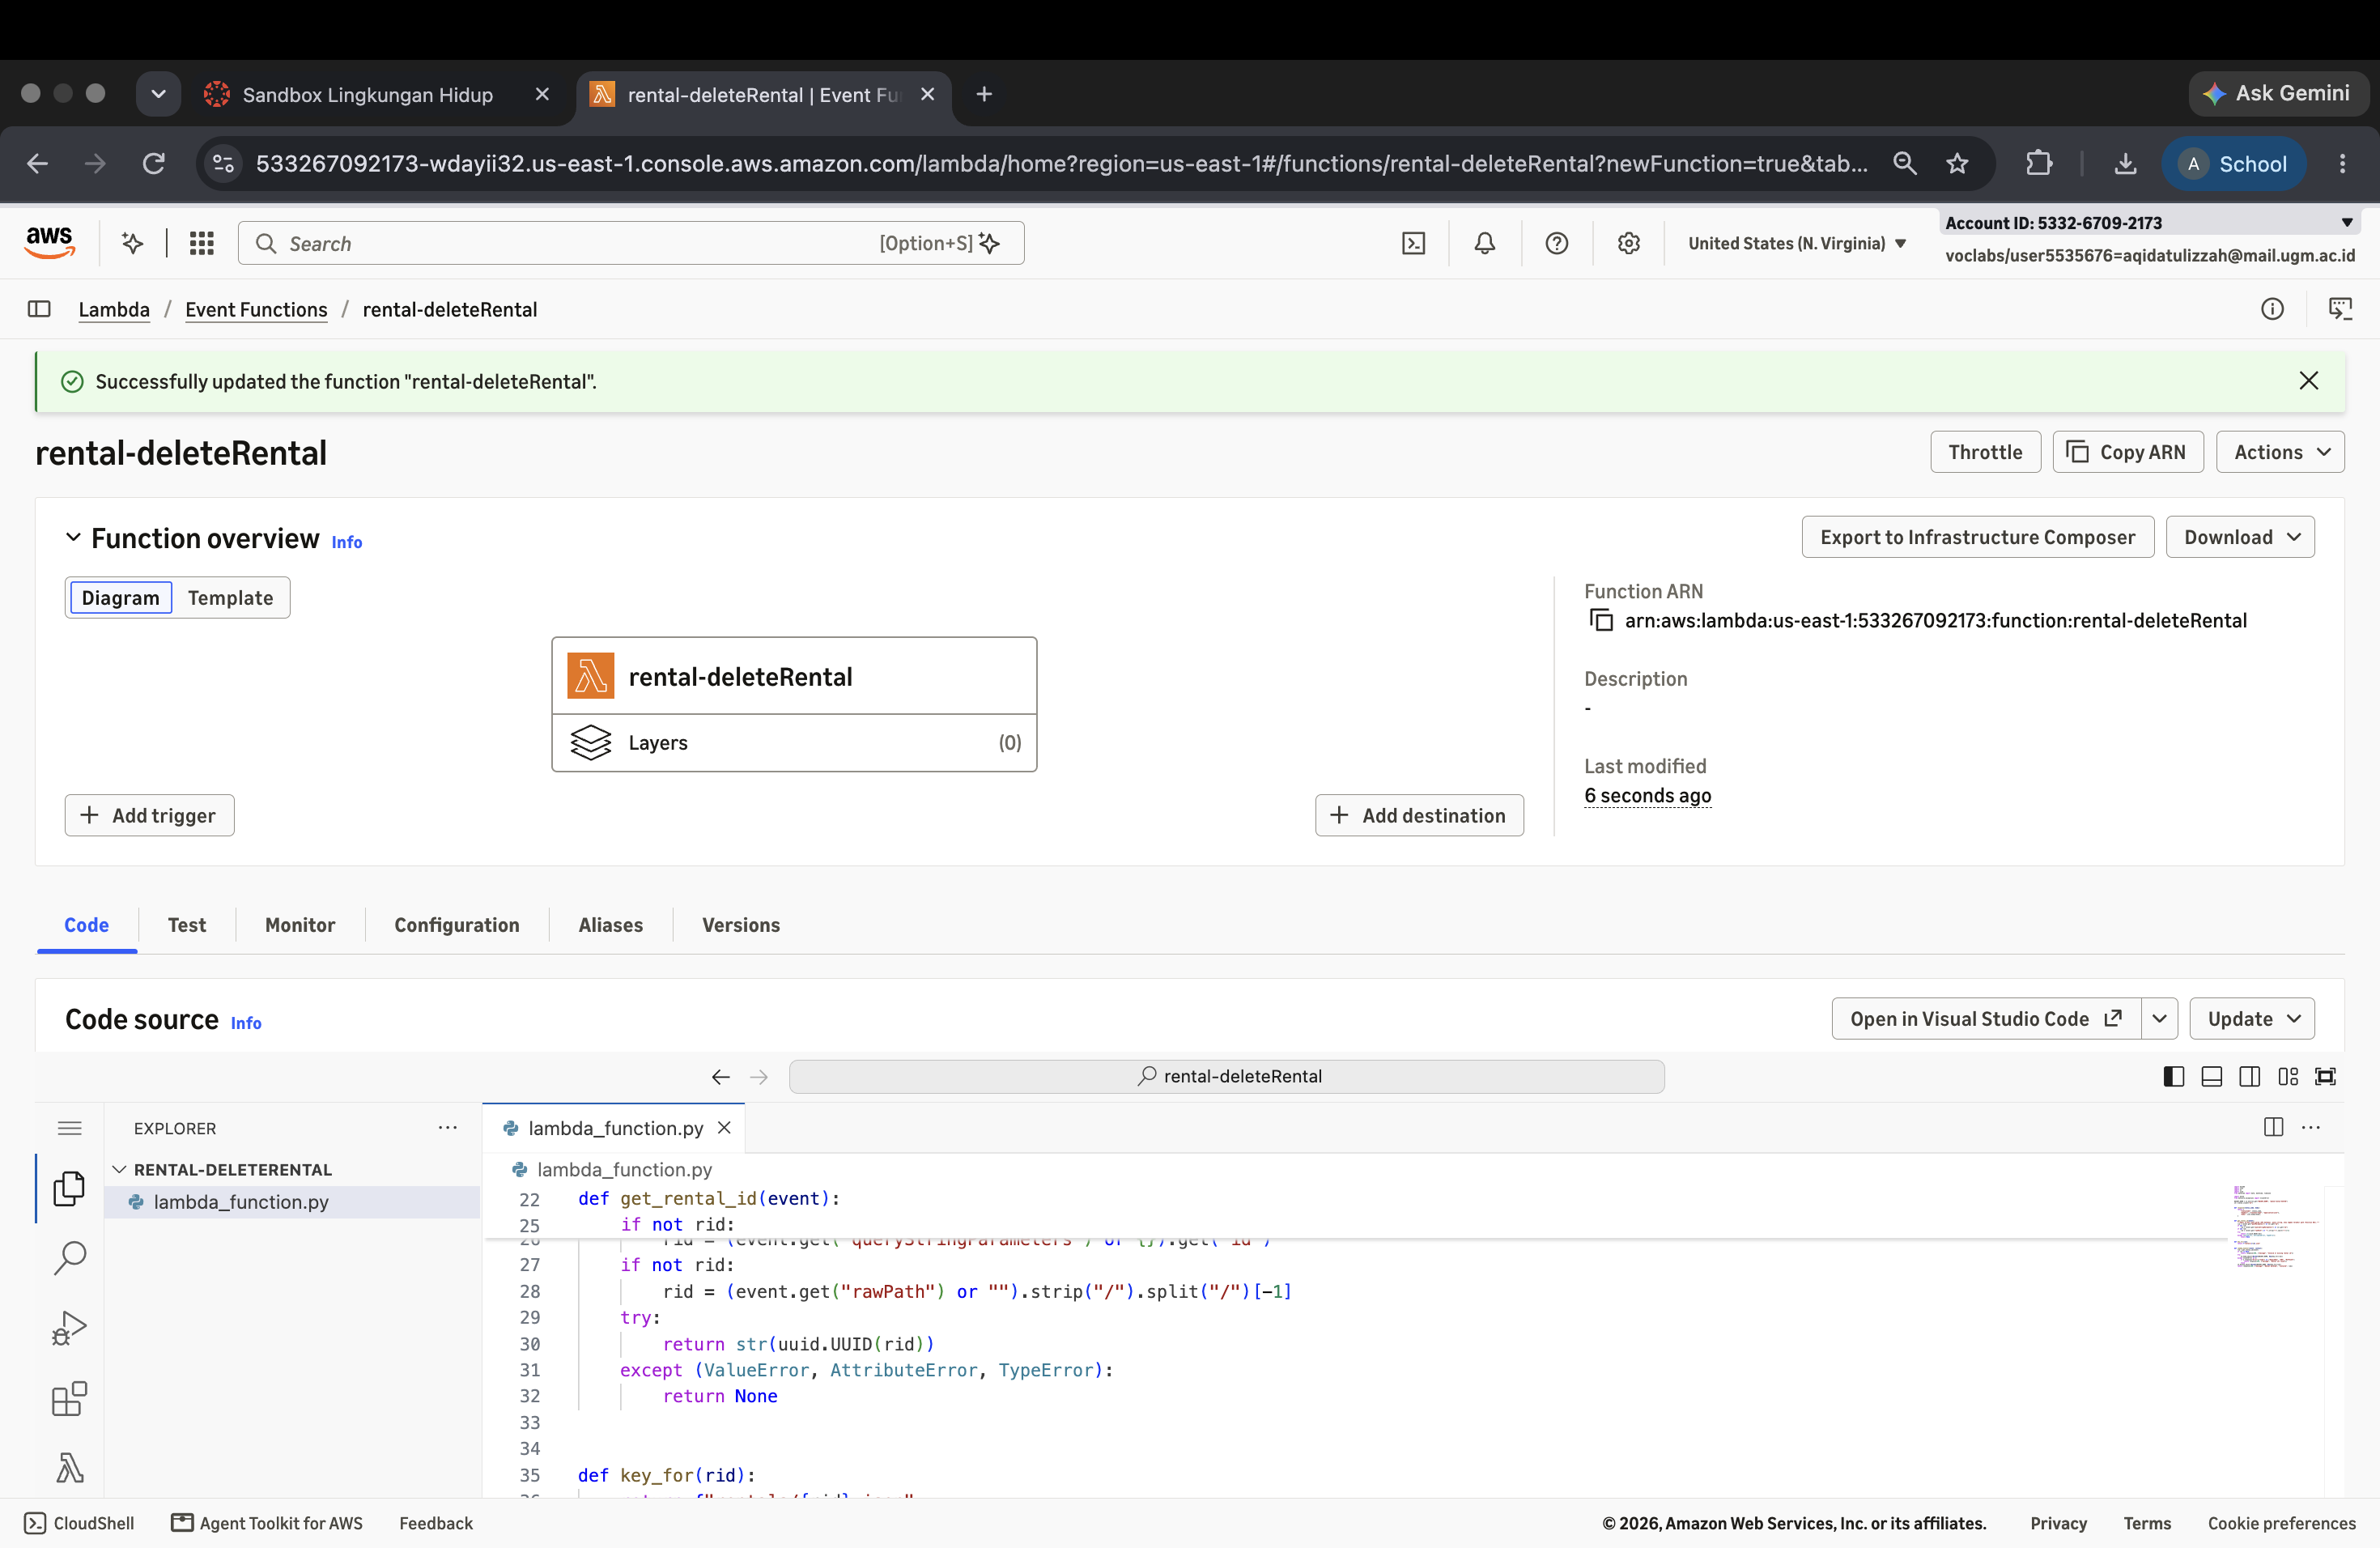 Sandbox Lingkungan Hidup
rental-deleteRental | Event Fu
Ask Gemini
533267092173-wdayii32.us-east-1.console.aws.amazon.com/lambda/home?region=us-east-1#/functions/rental-deleteRental?newFunction=true&tab...
A School
aws
Search [Option+S]
United States (N. Virginia)
Account ID: 5332-6709-2173
voclabs/user5535676=aqidatulizzah@mail.ugm.ac.id
Lambda / Event Functions / rental-deleteRental
Successfully updated the function "rental-deleteRental".
rental-deleteRental
Throttle
Copy ARN
Actions
Function overview Info
Export to Infrastructure Composer
Download
Diagram
Template
rental-deleteRental
Layers (0)
Add trigger
Add destination
Function ARN
arn:aws:lambda:us-east-1:533267092173:function:rental-deleteRental
Description
-
Last modified
6 seconds ago
Code
Test
Monitor
Configuration
Aliases
Versions
Code source Info
Open in Visual Studio Code
Update
rental-deleteRental
EXPLORER
RENTAL-DELETERENTAL
lambda_function.py
lambda_function.py
lambda_function.py
22 def get_rental_id(event):
25 if not rid:
26 rid = (event.get("queryStringParameters") or {}).get("id")
27 if not rid:
28 rid = (event.get("rawPath") or "").strip("/").split("/")[-1]
29 try:
30 return str(uuid.UUID(rid))
31 except (ValueError, AttributeError, TypeError):
32 return None
33
34
35 def key_for(rid):
CloudShell
Agent Toolkit for AWS
Feedback
© 2026, Amazon Web Services, Inc. or its affiliates.
Privacy
Terms
Cookie preferences